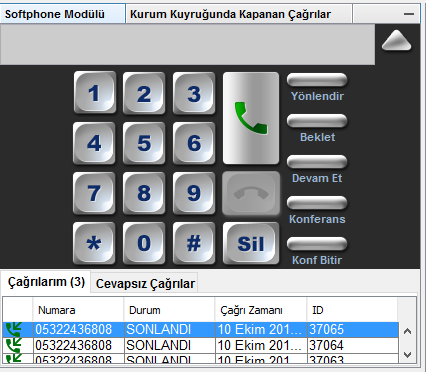 Softphone Modülü Kurum Kuyruğunda Kapanan Çağrılar
1 2 3
Yönlendir
4 5 6
Beklet
7 8 9
Devam Et
Konferans
* 0 # Sil
Konf Bitir
Çağrılarım (3) Cevapsız Çağrılar
Numara Durum Çağrı Zamanı ID
05322436808 SONLANDI 10 Ekim 201... 37065
05322436808 SONLANDI 10 Ekim 201... 37064
05322436808 SONLANDI 10 Ekim 201... 37063